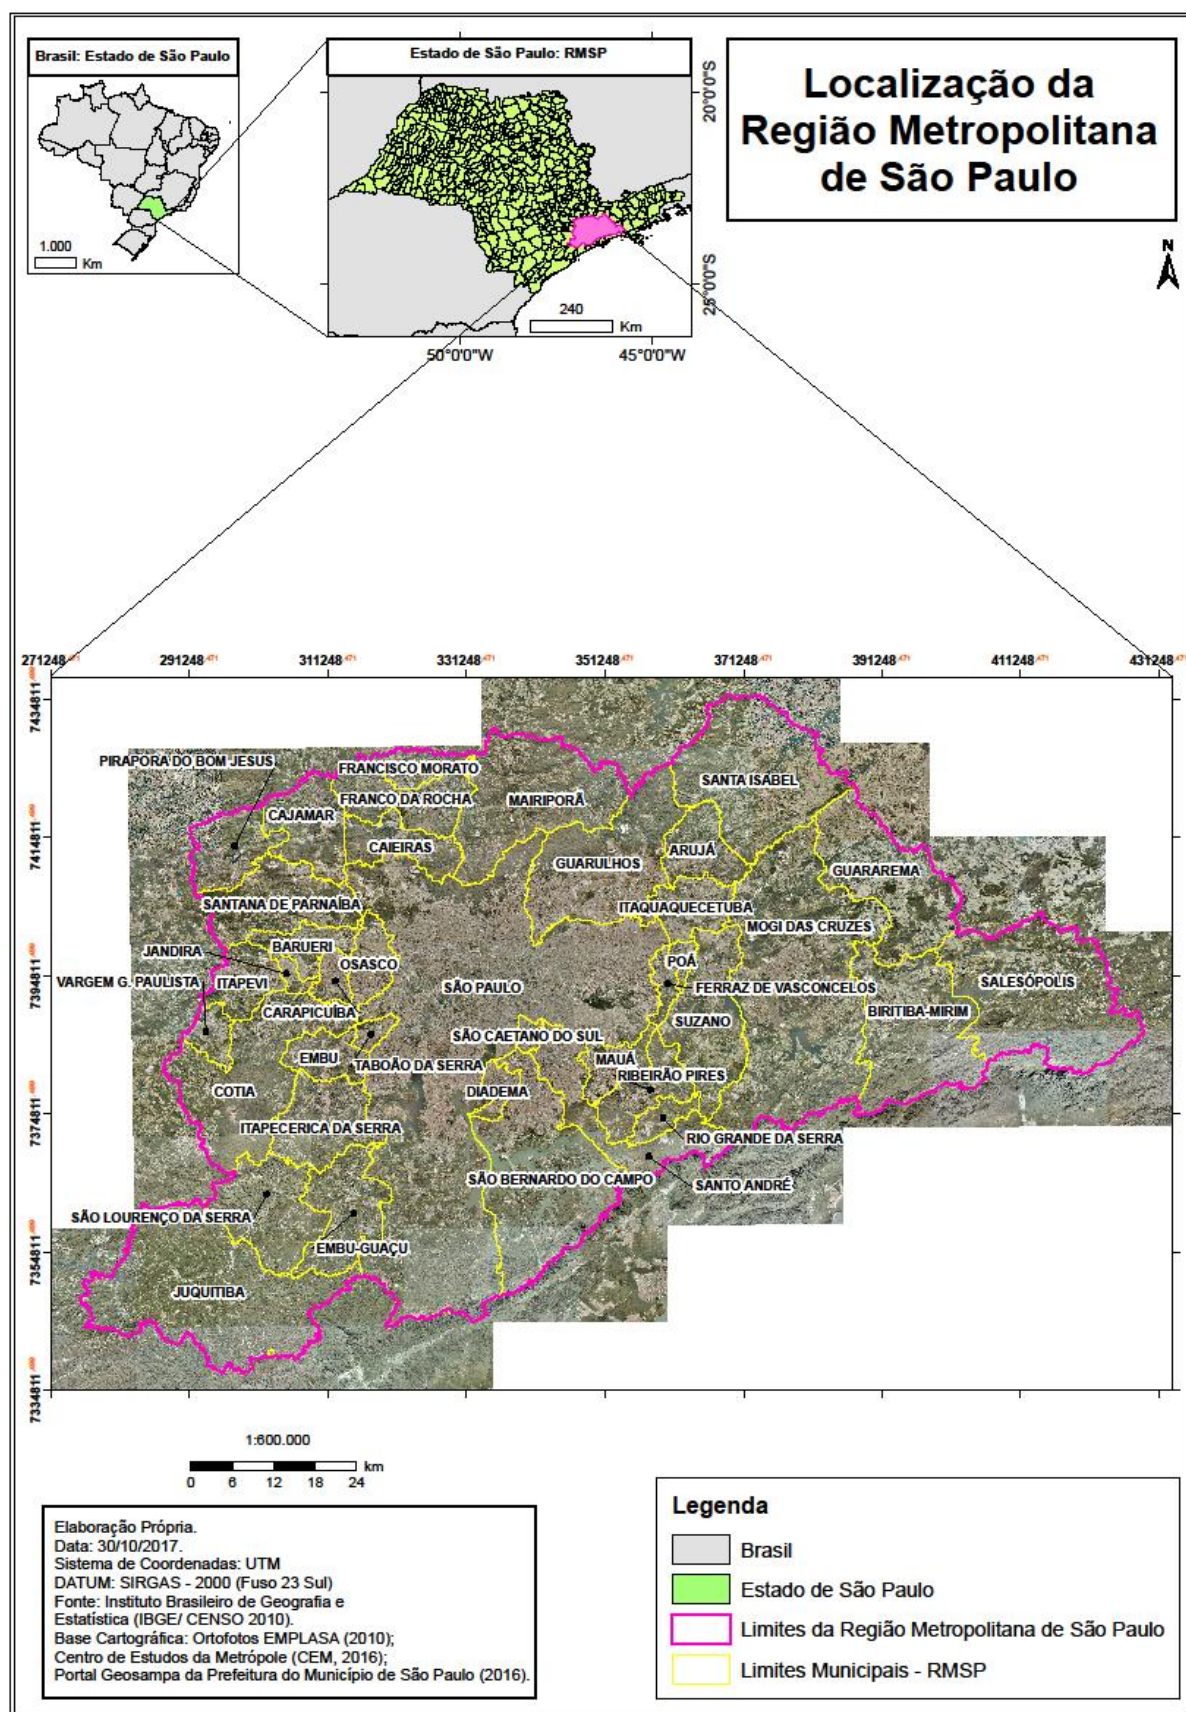 Brasil: Estado de São Paulo
1.000
Km
Estado de São Paulo: RMSP
20°0'0"S
25°0'0"S
240
Km
50°0'0"W
45°0'0"W
Localização da
Região Metropolitana
de São Paulo
N
271248,471
291248,471
311248,471
331248,471
351248,471
371248,471
391248,471
411248,471
431248,471
7434811
7414811
7394811
7374811
7354811
7334811
PIRAPORA DO BOM JESUS
FRANCISCO MORATO
SANTA ISABEL
FRANCO DA ROCHA
MAIRIPORÃ
CAJAMAR
CAIEIRAS
GUARULHOS
ARUJÁ
GUARAREMA
SANTANA DE PARNAÍBA
ITAQUAQUECETUBA
MOGI DAS CRUZES
JANDIRA
BARUERI
OSASCO
POÁ
VARGEM G. PAULISTA
ITAPEVI
SÃO PAULO
FERRAZ DE VASCONCELOS
SALESÓPOLIS
CARAPICUÍBA
SUZANO
BIRITIBA-MIRIM
SÃO CAETANO DO SUL
EMBU
TABOÃO DA SERRA
MAUÁ
RIBEIRÃO PIRES
COTIA
DIADEMA
ITAPECERICA DA SERRA
RIO GRANDE DA SERRA
SÃO BERNARDO DO CAMPO
SANTO ANDRÉ
SÃO LOURENÇO DA SERRA
EMBU-GUAÇU
JUQUITIBA
1:600.000
0 6 12 18 24 km
Elaboração Própria.
Data: 30/10/2017.
Sistema de Coordenadas: UTM
DATUM: SIRGAS - 2000 (Fuso 23 Sul)
Fonte: Instituto Brasileiro de Geografia e
Estatística (IBGE/ CENSO 2010).
Base Cartográfica: Ortofotos EMPLASA (2010);
Centro de Estudos da Metrópole (CEM, 2016);
Portal Geosampa da Prefeitura do Município de São Paulo (2016).
Legenda
Brasil
Estado de São Paulo
Limites da Região Metropolitana de São Paulo
Limites Municipais - RMSP